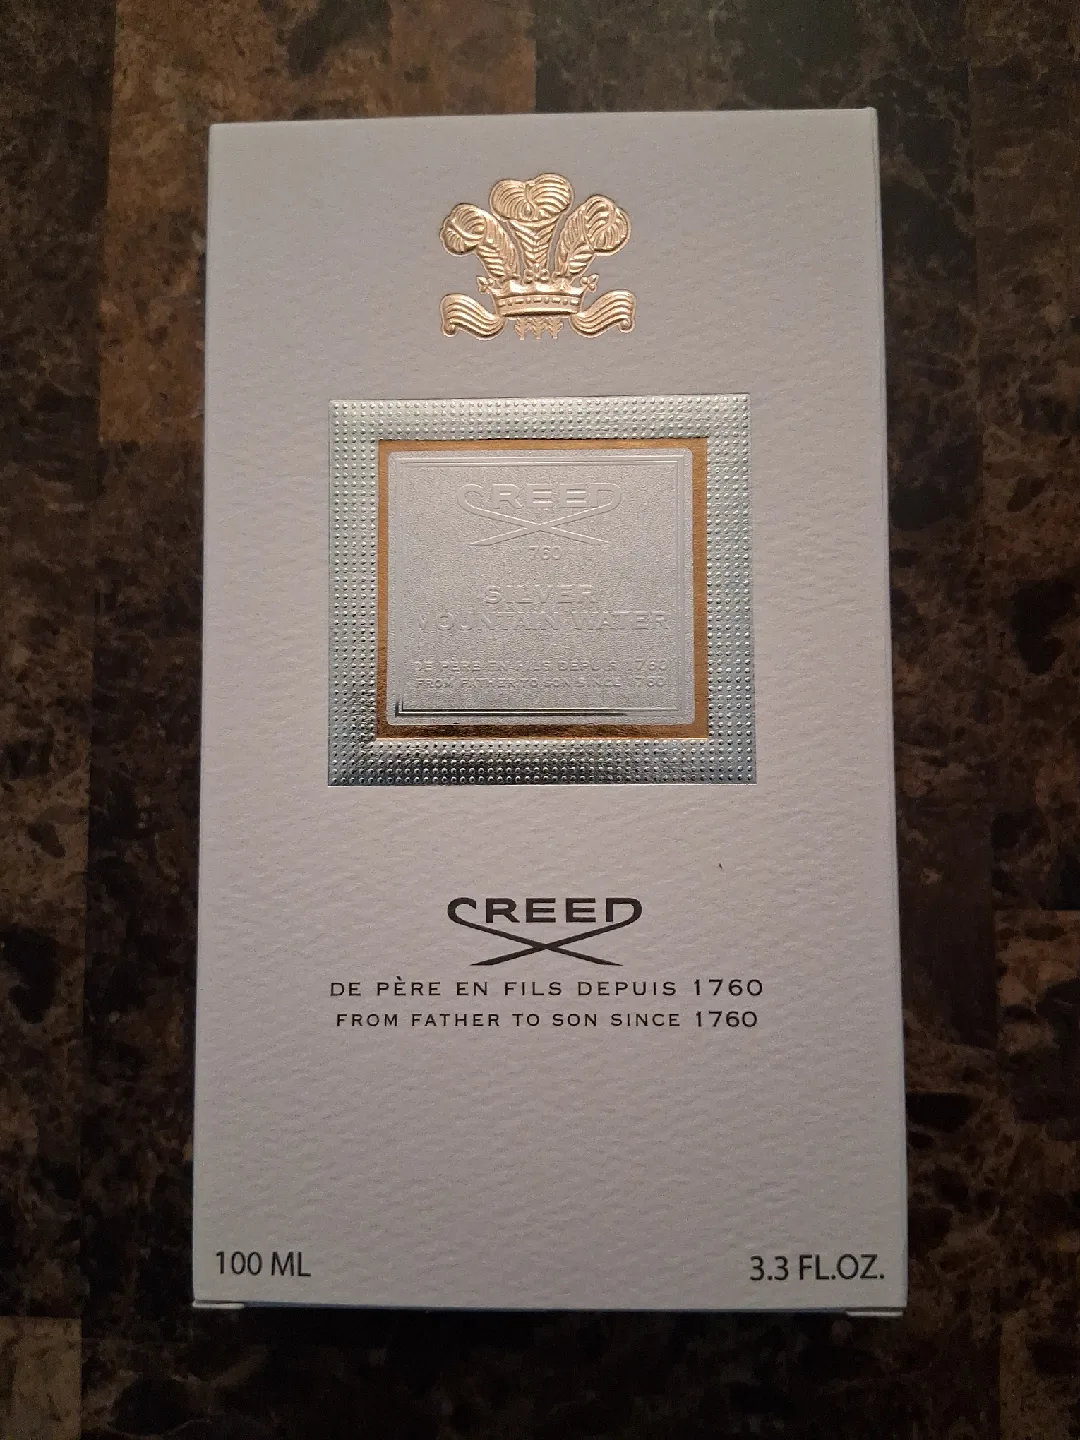 CREED
1760
SILVER
MOUNTAIN WATER
DE PÈRE EN FILS DEPUIS 1760
FROM FATHER TO SON SINCE 1760
CREED
DE PÈRE EN FILS DEPUIS 1760
FROM FATHER TO SON SINCE 1760
100 ML
3.3 FL.OZ.